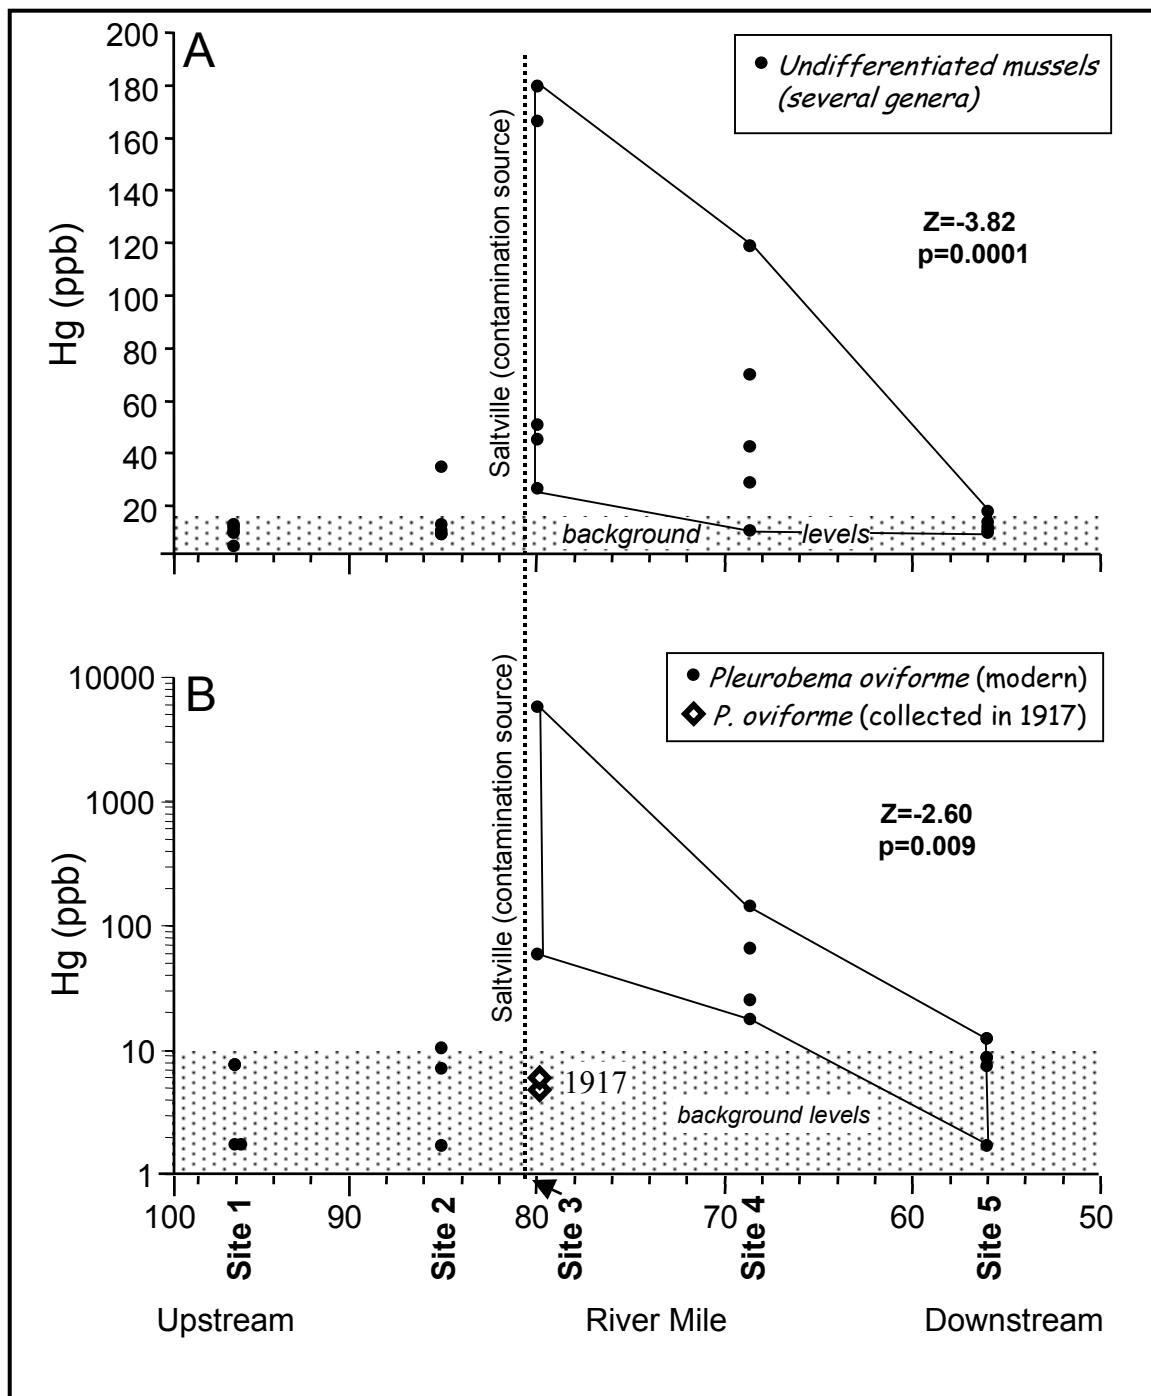 A
Undifferentiated mussels
(several genera)
Z=-3.82
p=0.0001
Hg (ppb)
200
180
160
140
120
100
80
60
40
20
Saltville (contamination source)
background levels
B
Pleurobema oviforme (modern)
P. oviforme (collected in 1917)
Z=-2.60
p=0.009
Hg (ppb)
10000
1000
100
10
1
Saltville (contamination source)
1917
background levels
100 90 80 70 60 50
Site 1 Site 2 Site 3 Site 4 Site 5
Upstream River Mile Downstream